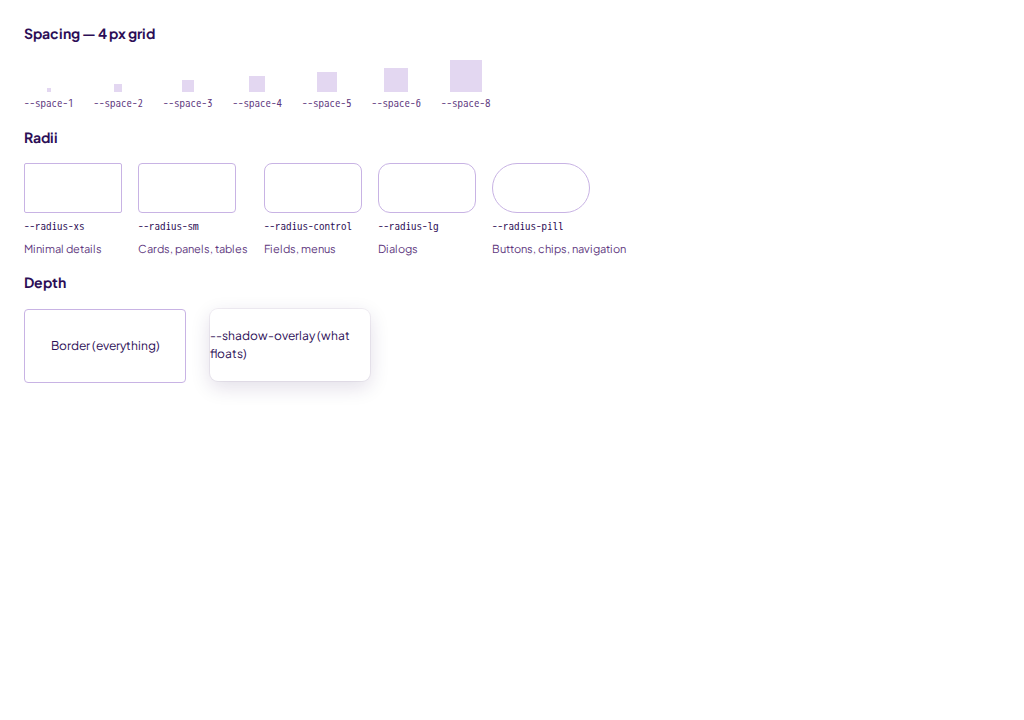 Spacing — 4 px grid
--space-1 --space-2 --space-3 --space-4 --space-5 --space-6 --space-8
Radii
--radius-xs --radius-sm --radius-control --radius-lg --radius-pill
Minimal details Cards, panels, tables Fields, menus Dialogs Buttons, chips, navigation
Depth
Border (everything)
--shadow-overlay (what
floats)